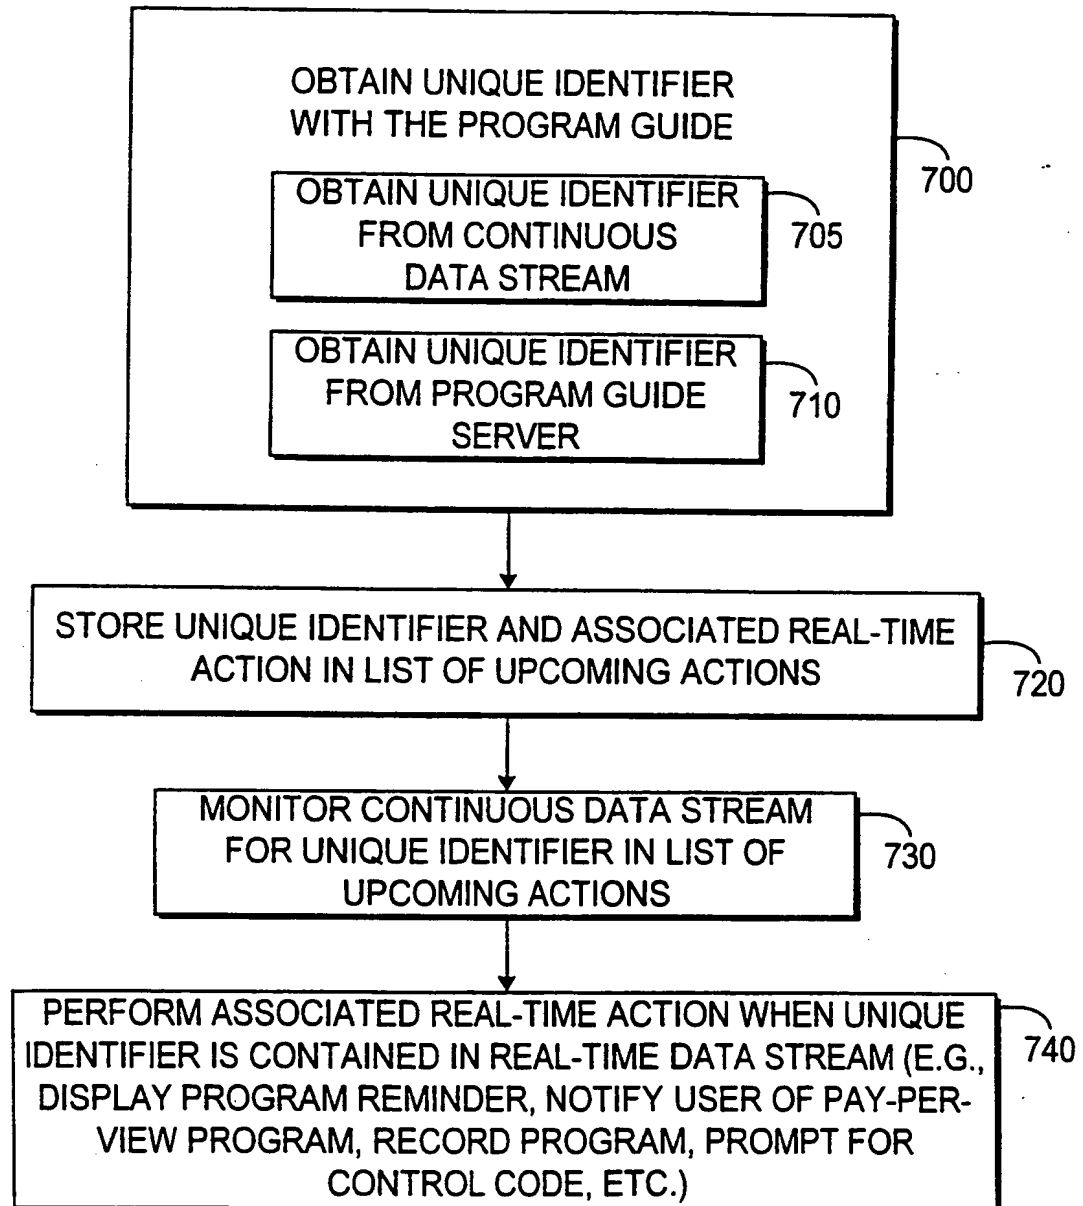 OBTAIN UNIQUE IDENTIFIER
WITH THE PROGRAM GUIDE
700
OBTAIN UNIQUE IDENTIFIER
FROM CONTINUOUS
DATA STREAM
705
OBTAIN UNIQUE IDENTIFIER
FROM PROGRAM GUIDE
SERVER
710
STORE UNIQUE IDENTIFIER AND ASSOCIATED REAL-TIME
ACTION IN LIST OF UPCOMING ACTIONS
720
MONITOR CONTINUOUS DATA STREAM
FOR UNIQUE IDENTIFIER IN LIST OF
UPCOMING ACTIONS
730
PERFORM ASSOCIATED REAL-TIME ACTION WHEN UNIQUE
IDENTIFIER IS CONTAINED IN REAL-TIME DATA STREAM (E.G.,
DISPLAY PROGRAM REMINDER, NOTIFY USER OF PAY-PER-
VIEW PROGRAM, RECORD PROGRAM, PROMPT FOR
CONTROL CODE, ETC.)
740